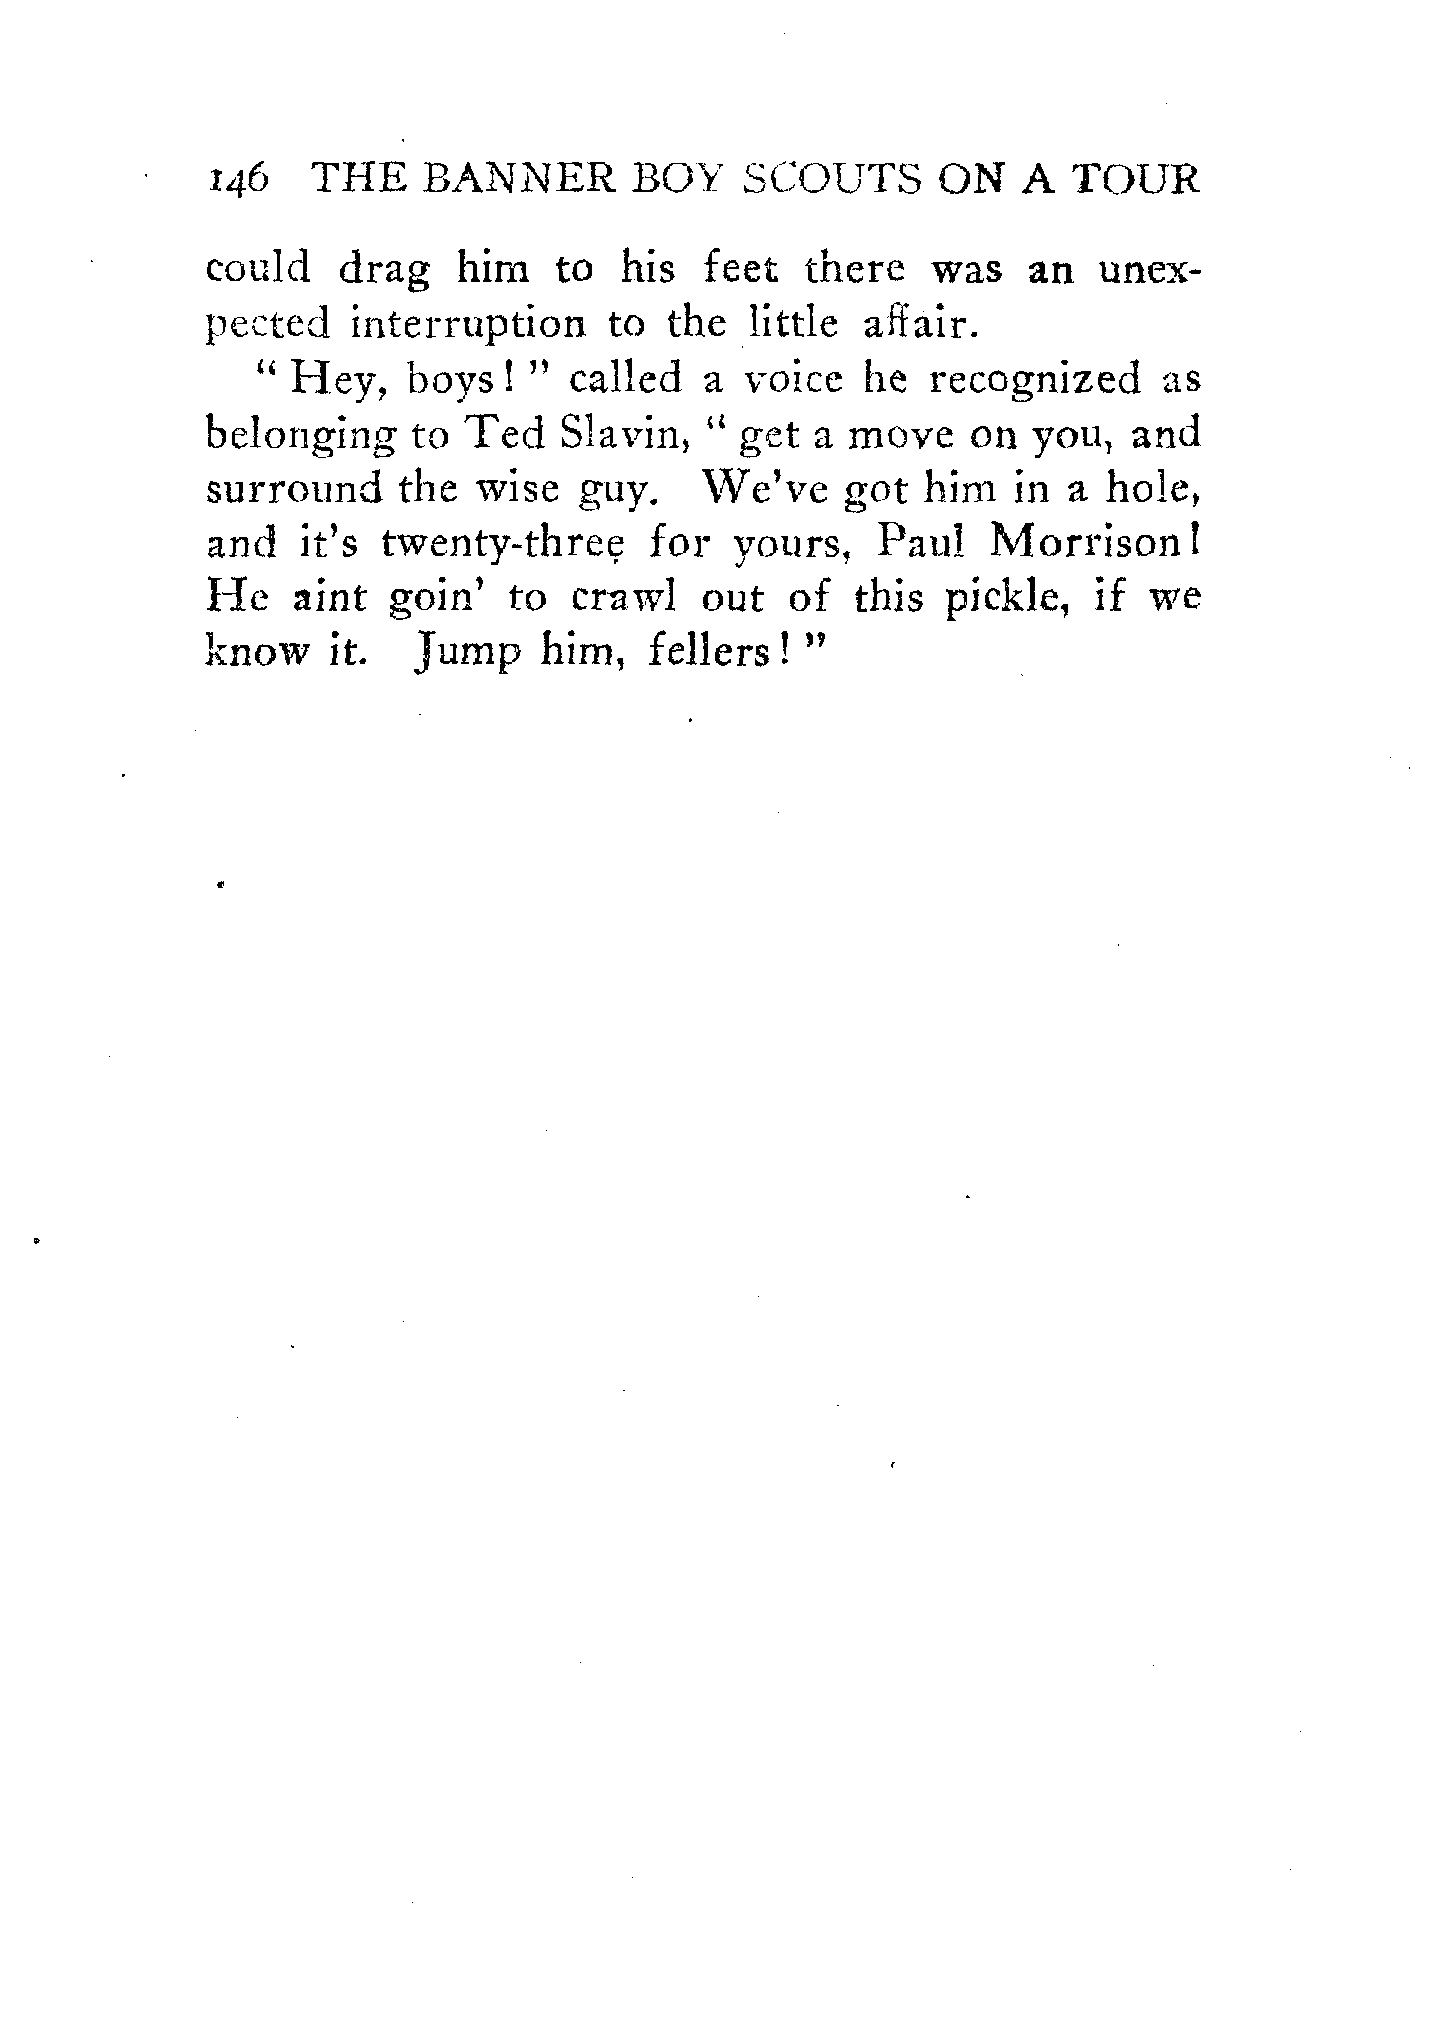 146 THE BANNER BOY SCOUTS ON A TOUR
could drag him to his feet there was an unex-
pected interruption to the little affair.
" Hey, boys! " called a voice he recognized as
belonging to Ted Slavin, " get a move on you, and
surround the wise guy. We've got him in a hole,
and it's twenty-three for yours, Paul Morrison!
He aint goin' to crawl out of this pickle, if we
know it. Jump him, fellers! "